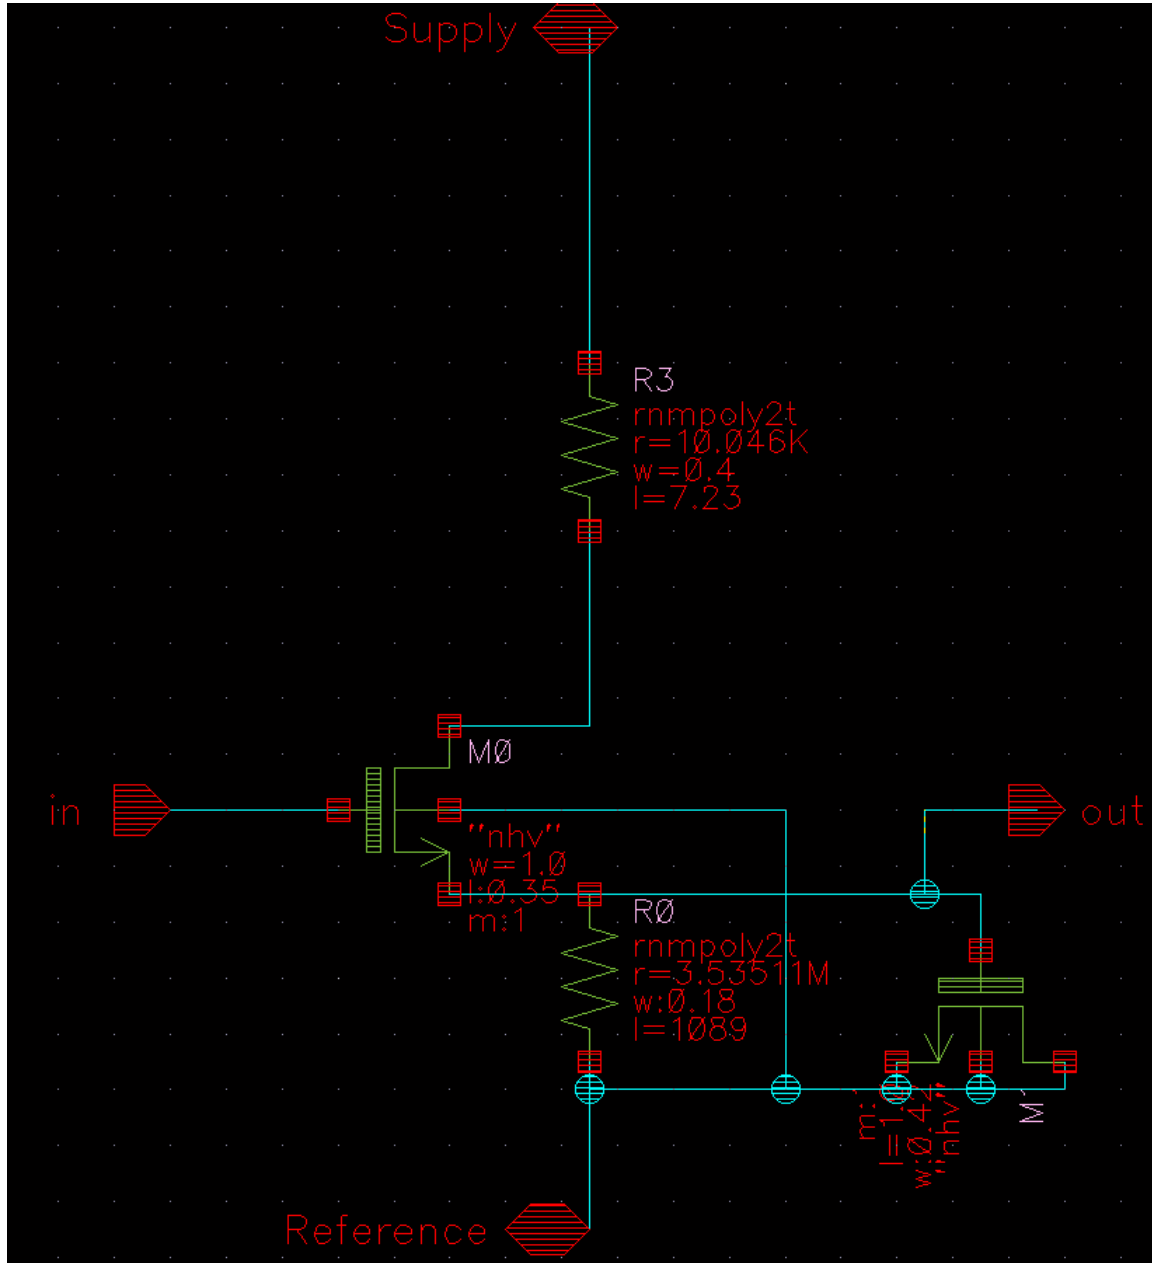 Supply
R3
rnmpoly2t
r=10.046K
w=0.4
l=7.23
M0
in
"nhv"
w=1.0
l:0.35
m:1
out
R0
rnmpoly2t
r=3.53511M
w:0.18
l=1089
"nhv"
Reference